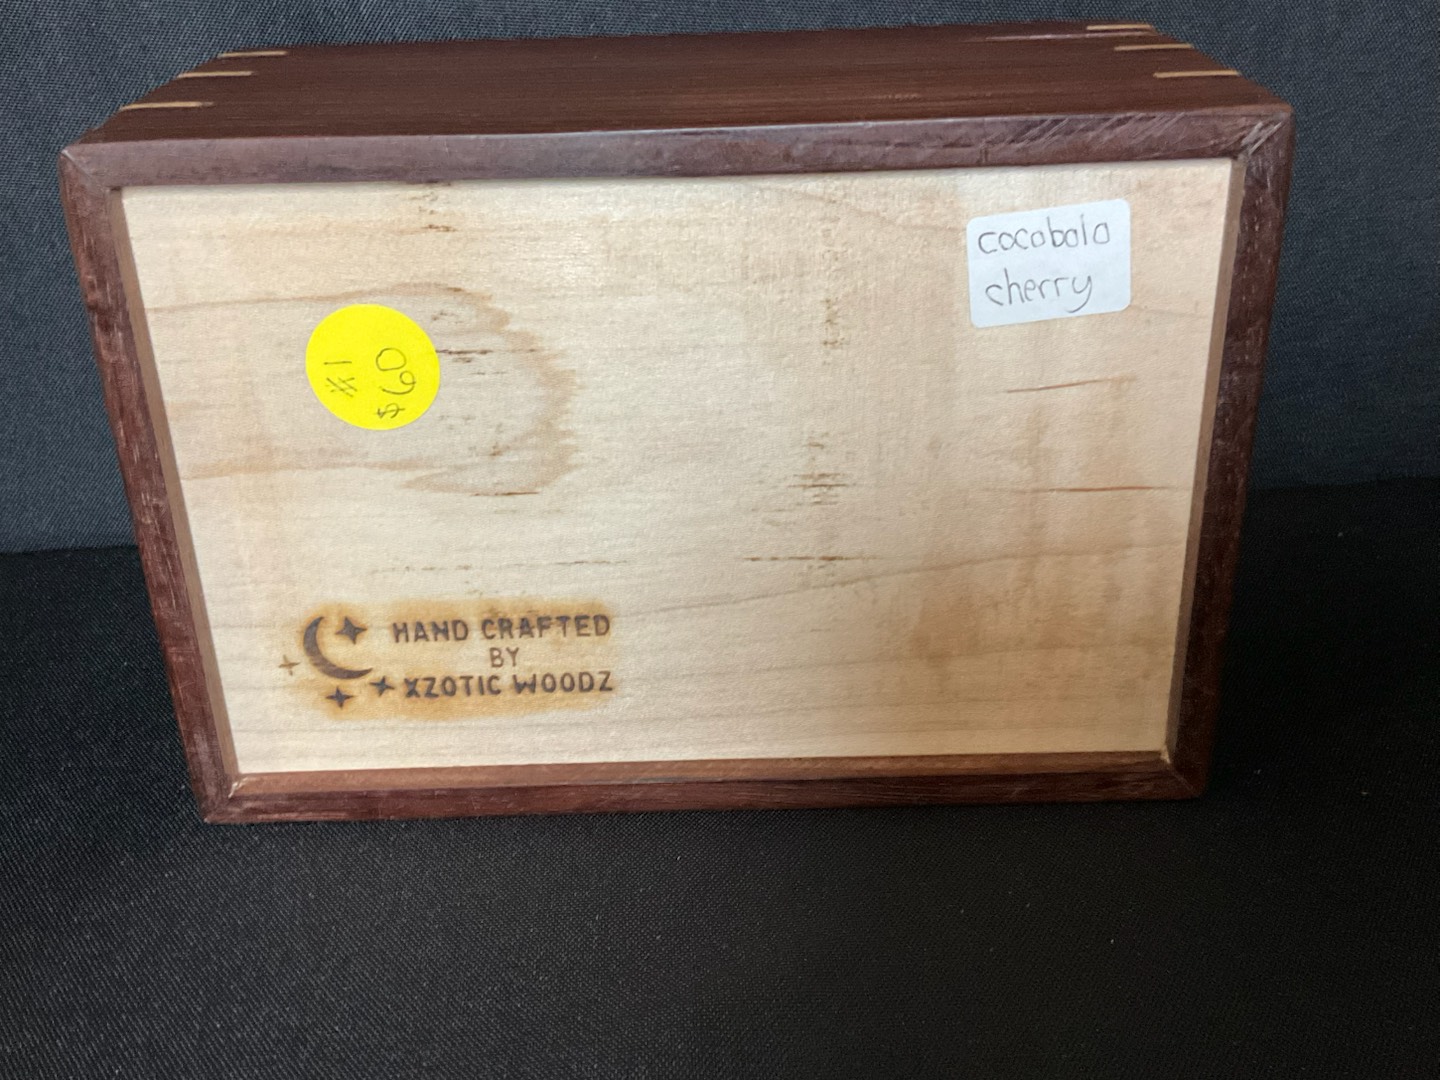 cocobolo
cherry
#1
$60
HAND CRAFTED
BY
XZOTIC WOODZ